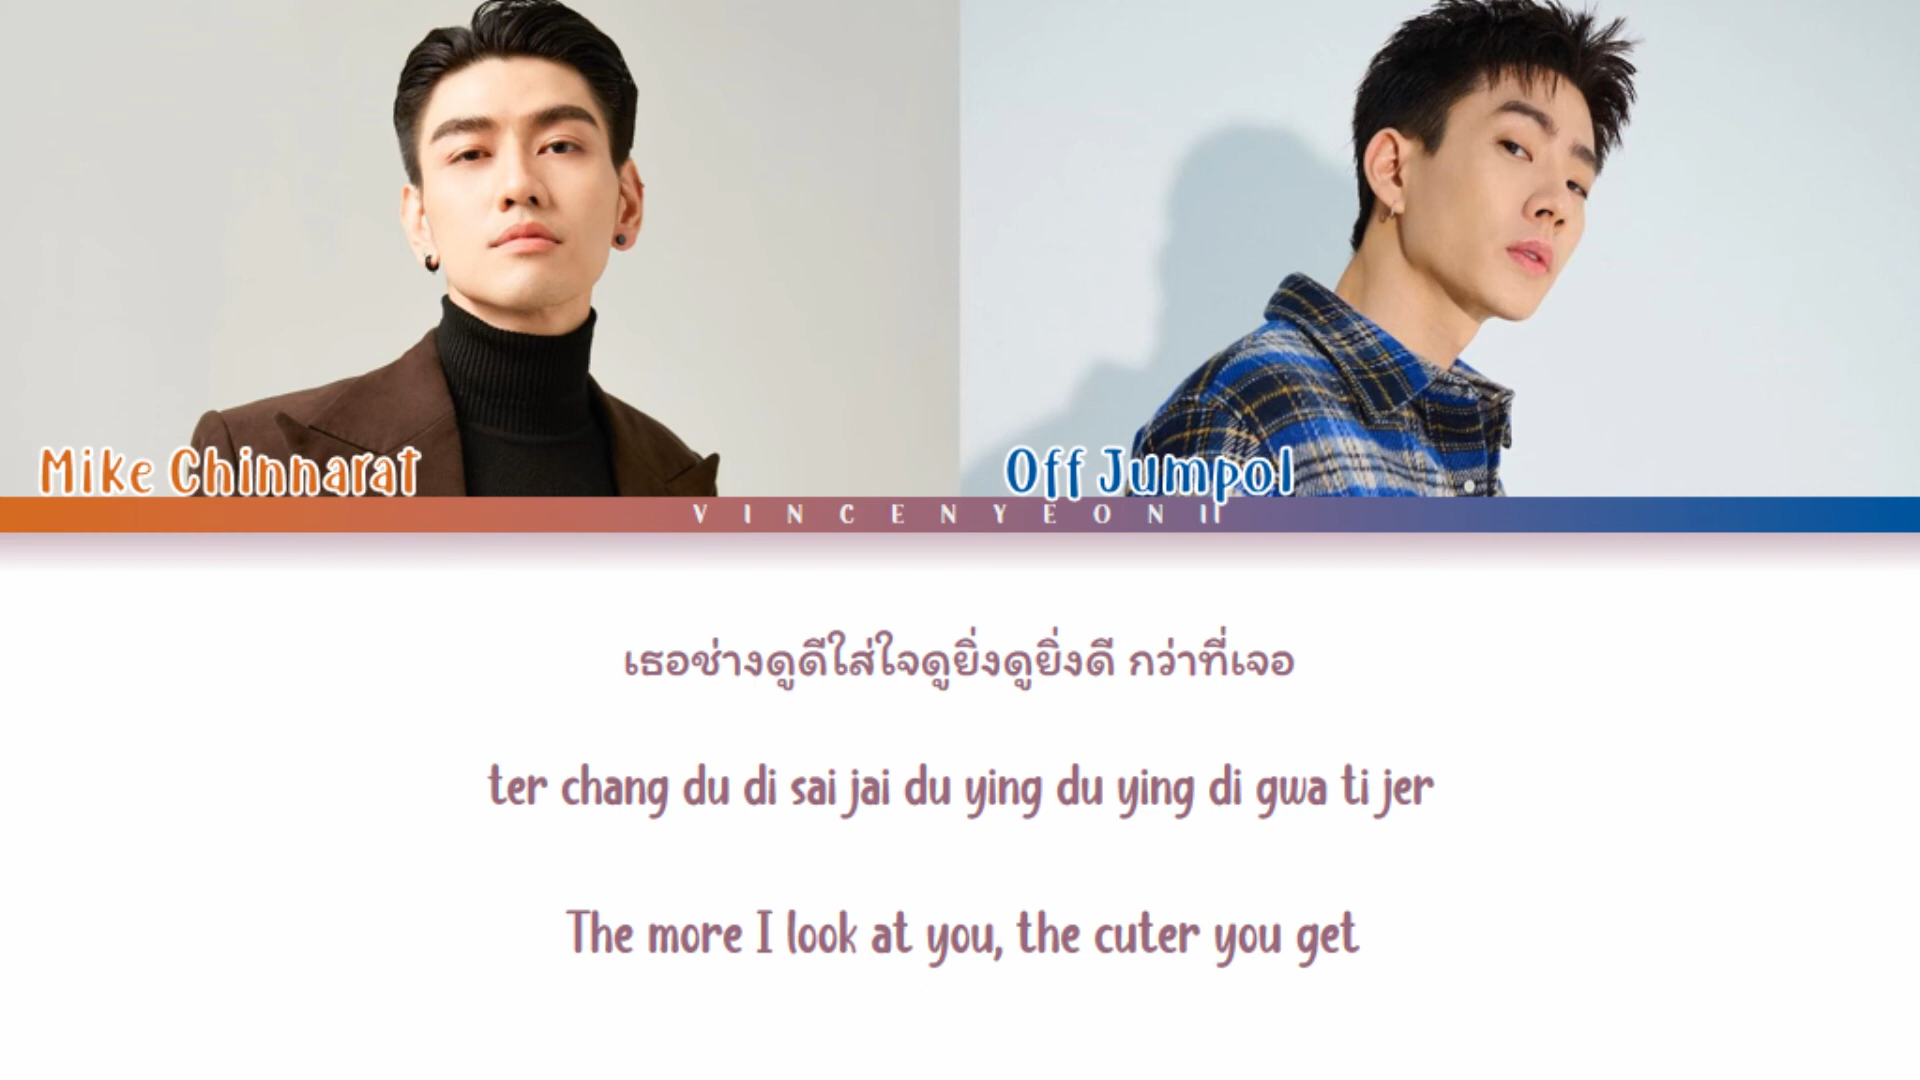 Mike Chinnarat
Off Jumpol
VINCENYEONII
เธอช่างดูดีใส่ใจดูยิ่งดูยิ่งดี กว่าที่เจอ
ter chang du di sai jai du ying du ying di gwa ti jer
The more I look at you, the cuter you get